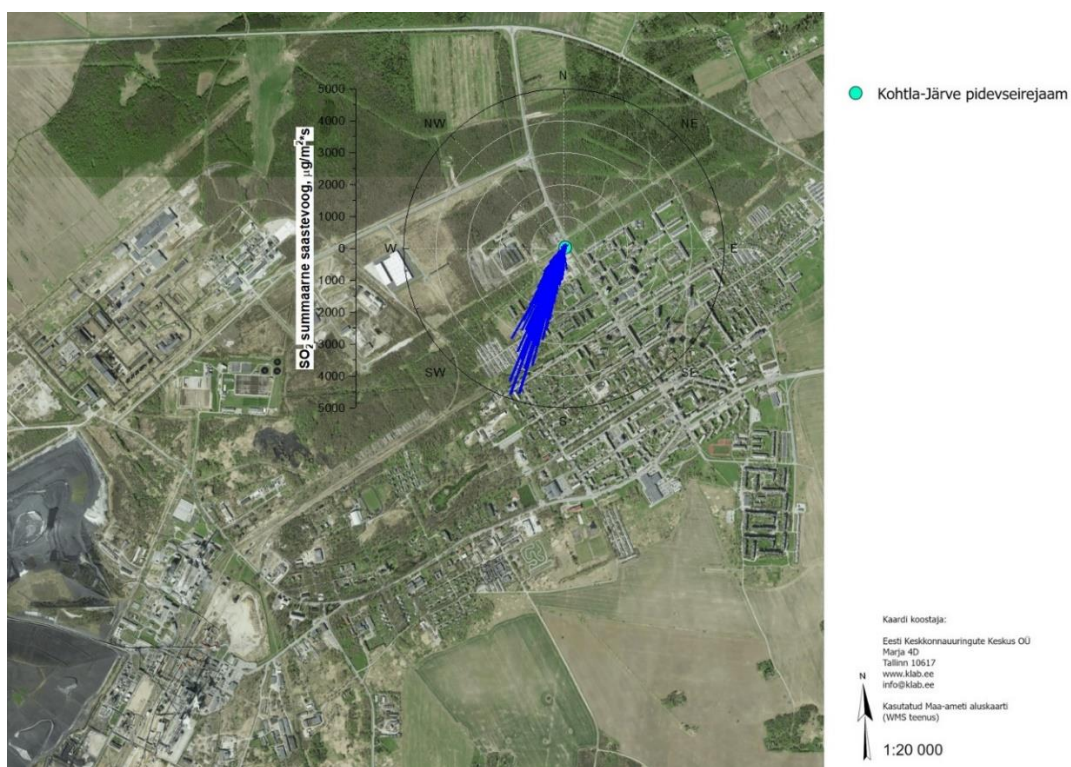 N
NE
NW
E
W
SE
SW
S
5000
4000
3000
2000
1000
0
1000
2000
3000
4000
5000
SO₂ summaarne saastevoog, µg/m²*s
Kohtla-Järve pidevseirejaam
Kaardi koostaja:
Eesti Keskkonnauuringute Keskus OÜ
Marja 4D
Tallinn 10617
www.klab.ee
info@klab.ee
N
Kasutatud Maa-ameti aluskaarti
(WMS teenus)
1:20 000